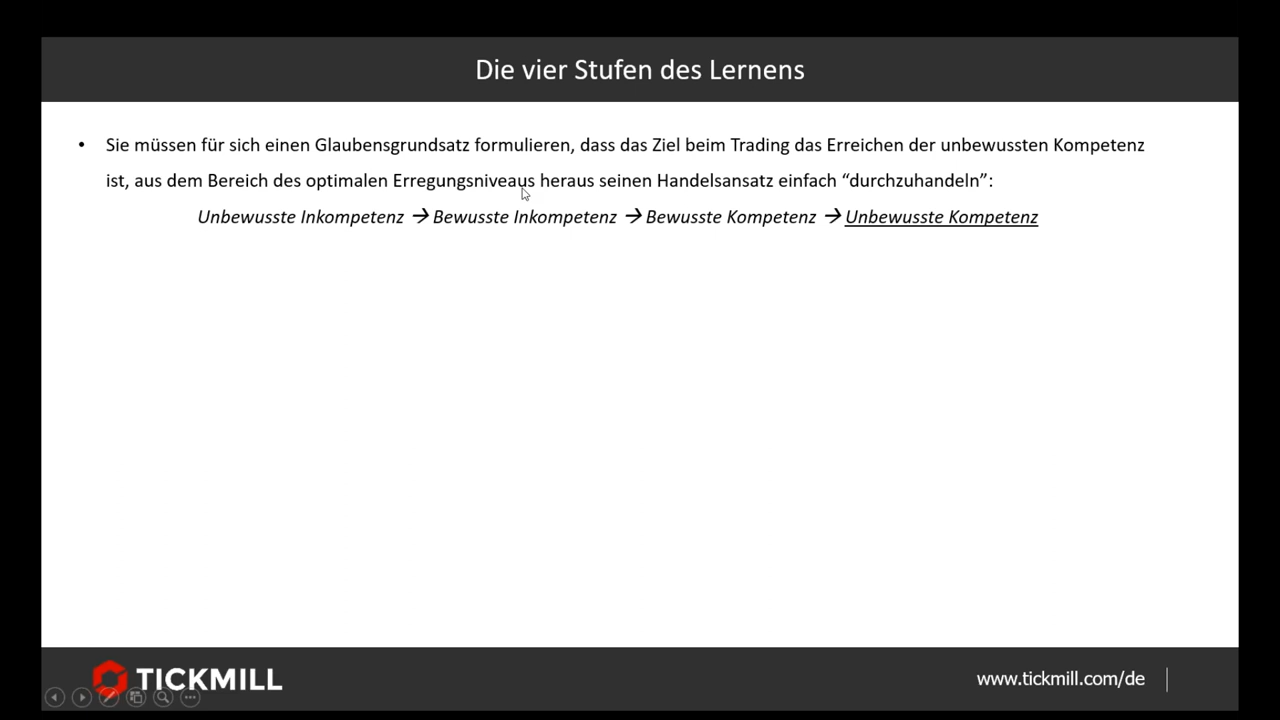 Die vier Stufen des Lernens
• Sie müssen für sich einen Glaubensgrundsatz formulieren, dass das Ziel beim Trading das Erreichen der unbewussten Kompetenz
ist, aus dem Bereich des optimalen Erregungsniveaus heraus seinen Handelsansatz einfach “durchzuhandeln”:
Unbewusste Inkompetenz → Bewusste Inkompetenz → Bewusste Kompetenz → Unbewusste Kompetenz
TICKMILL
www.tickmill.com/de